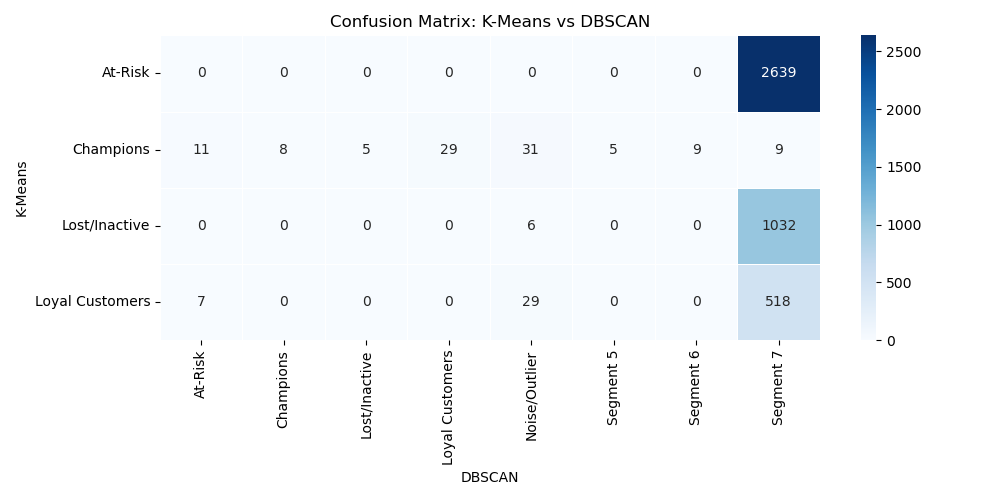 Confusion Matrix: K-Means vs DBSCAN
At-Risk 0 0 0 0 0 0 0 2639
Champions 11 8 5 29 31 5 9 9
Lost/Inactive 0 0 0 0 6 0 0 1032
Loyal Customers 7 0 0 0 29 0 0 518
K-Means
At-Risk
Champions
Lost/Inactive
Loyal Customers
Noise/Outlier
Segment 5
Segment 6
Segment 7
DBSCAN
2500
2000
1500
1000
500
0